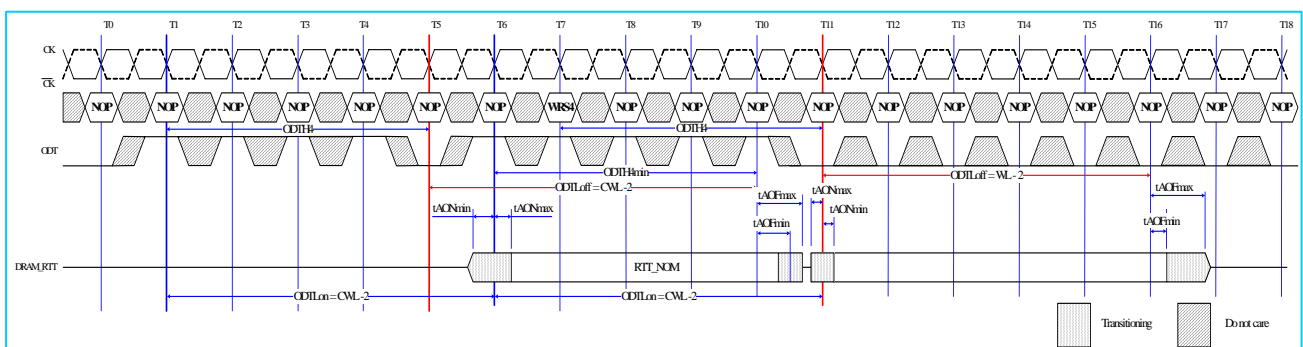 T0 T1 T2 T3 T4 T5 T6 T7 T8 T9 T10 T11 T12 T13 T14 T15 T16 T17 T18
CK
CK
NOP NOP NOP NOP NOP NOP NOP WRS4 NOP NOP NOP NOP NOP NOP NOP NOP NOP NOP NOP
ODTH4 ODTH4
ODT
ODTH4min ODTLoff = WL - 2
ODTLoff = CWL - 2
tAOFmax tAONmax tAOFmax
tAONmin tAONmax tAONmin
tAOFmin tAOFmin
DRAM_RTT RTT_NOM
ODTLon = CWL - 2 ODTLon = CWL - 2
Transitioning Do not care